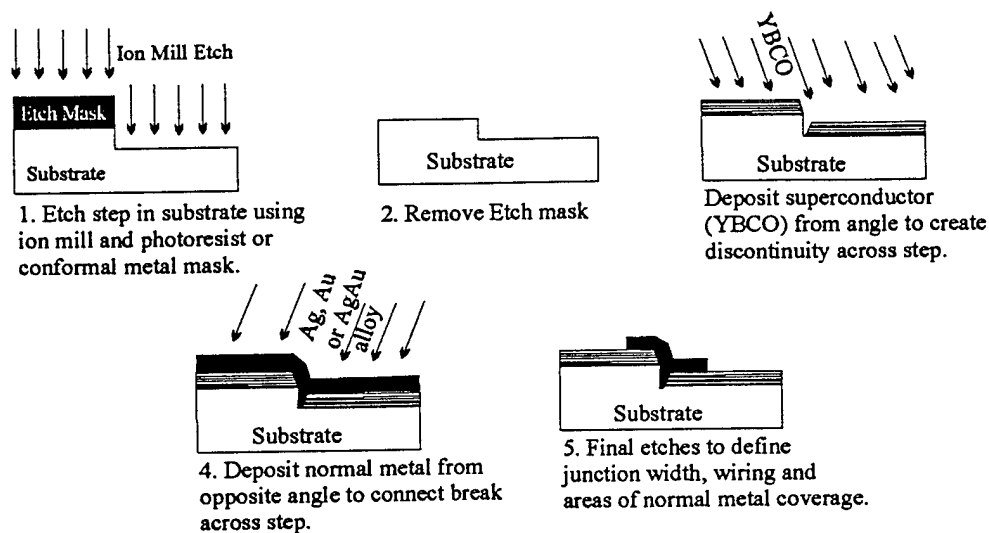 Ion Mill Etch
Etch Mask
Substrate
1. Etch step in substrate using
ion mill and photoresist or
conformal metal mask.
Substrate
2. Remove Etch mask
YBCO
Substrate
Deposit superconductor
(YBCO) from angle to create
discontinuity across step.
Ag, Au
or AgAu
alloy
Substrate
4. Deposit normal metal from
opposite angle to connect break
across step.
Substrate
5. Final etches to define
junction width, wiring and
areas of normal metal coverage.